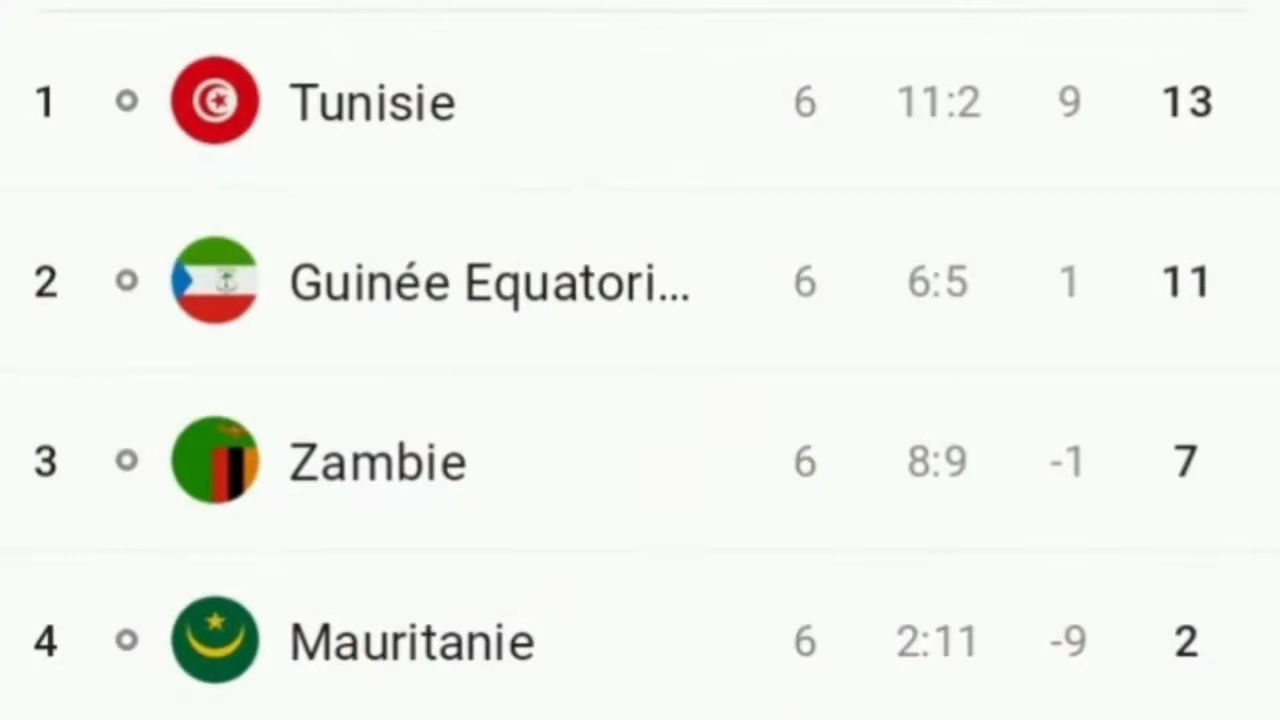 1 Tunisie 6 11:2 9 13
2 Guinée Equatori... 6 6:5 1 11
3 Zambie 6 8:9 -1 7
4 Mauritanie 6 2:11 -9 2